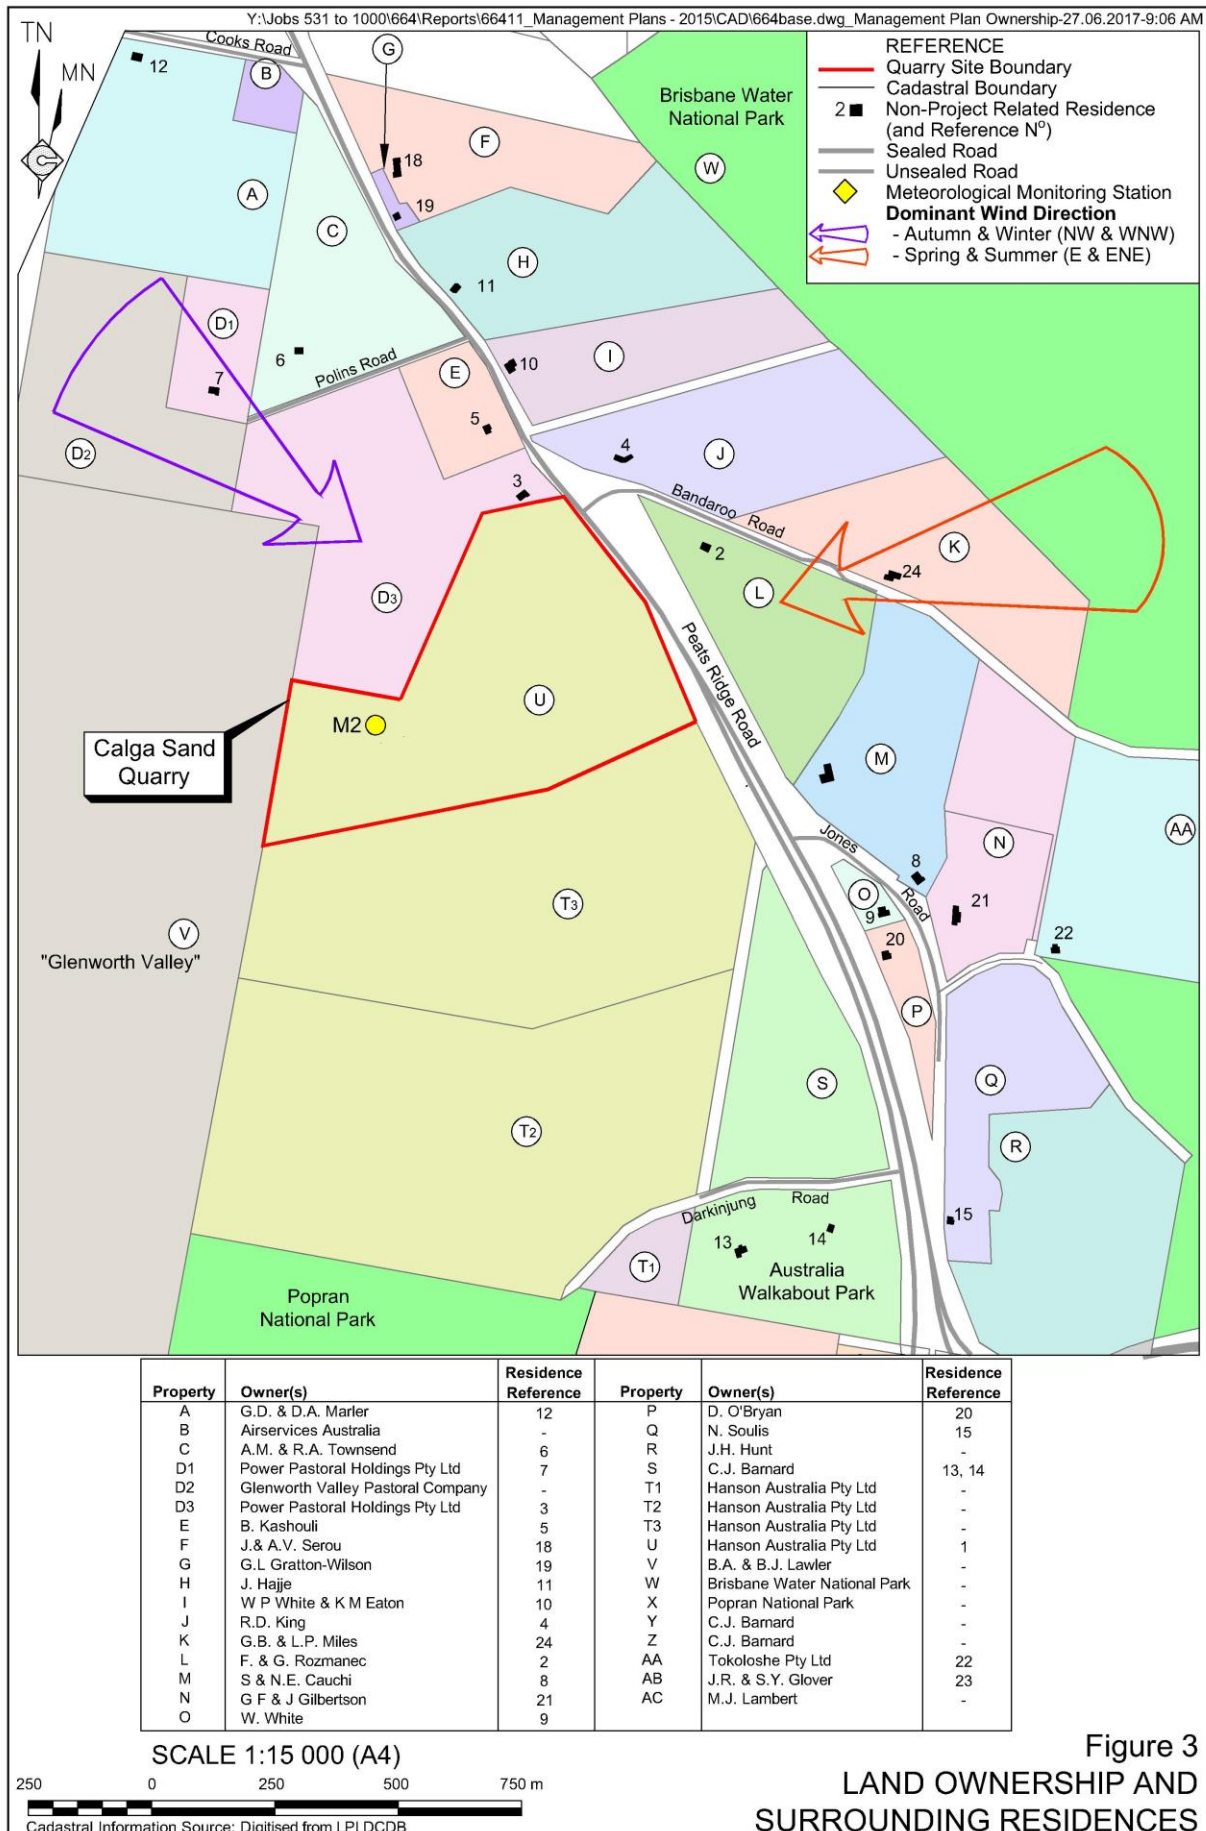 Y:\Jobs 531 to 1000\664\Reports\66411_Management Plans - 2015\CAD\664base.dwg_Management Plan Ownership-27.06.2017-9:06 AM
TN
MN
REFERENCE
Quarry Site Boundary
Cadastral Boundary
2 Non-Project Related Residence
(and Reference Nº)
Sealed Road
Unsealed Road
Meteorological Monitoring Station
Dominant Wind Direction
- Autumn & Winter (NW & WNW)
- Spring & Summer (E & ENE)
Cooks Road
G
12
B
Brisbane Water
National Park
F
18
W
A
19
C
H
11
D1
6
Polins Road
E
10
I
7
5
4
J
D2
3
Bandaroo Road
2
K
24
D3
L
Peats Ridge Road
U
M2
Calga Sand
Quarry
M
Jones Road
N
AA
8
O
9
21
T3
V
"Glenworth Valley"
20
22
P
S
Q
T2
R
Darkinjung Road
15
13
14
T1
Australia
Walkabout Park
Popran
National Park
Property Owner(s) Residence Reference Property Owner(s) Residence Reference
A G.D. & D.A. Marler 12 P D. O'Bryan 20
B Airservices Australia - Q N. Soulis 15
C A.M. & R.A. Townsend 6 R J.H. Hunt -
D1 Power Pastoral Holdings Pty Ltd 7 S C.J. Barnard 13, 14
D2 Glenworth Valley Pastoral Company - T1 Hanson Australia Pty Ltd -
D3 Power Pastoral Holdings Pty Ltd 3 T2 Hanson Australia Pty Ltd -
E B. Kashouli 5 T3 Hanson Australia Pty Ltd -
F J.& A.V. Serou 18 U Hanson Australia Pty Ltd 1
G G.L Gratton-Wilson 19 V B.A. & B.J. Lawler -
H J. Hajje 11 W Brisbane Water National Park -
I W P White & K M Eaton 10 X Popran National Park -
J R.D. King 4 Y C.J. Barnard -
K G.B. & L.P. Miles 24 Z C.J. Barnard -
L F. & G. Rozmanec 2 AA Tokoloshe Pty Ltd 22
M S & N.E. Cauchi 8 AB J.R. & S.Y. Glover 23
N G F & J Gilbertson 21 AC M.J. Lambert -
O W. White 9
SCALE 1:15 000 (A4)
250 0 250 500 750 m
Cadastral Information Source: Digitised from LPI DCDB
Figure 3
LAND OWNERSHIP AND
SURROUNDING RESIDENCES